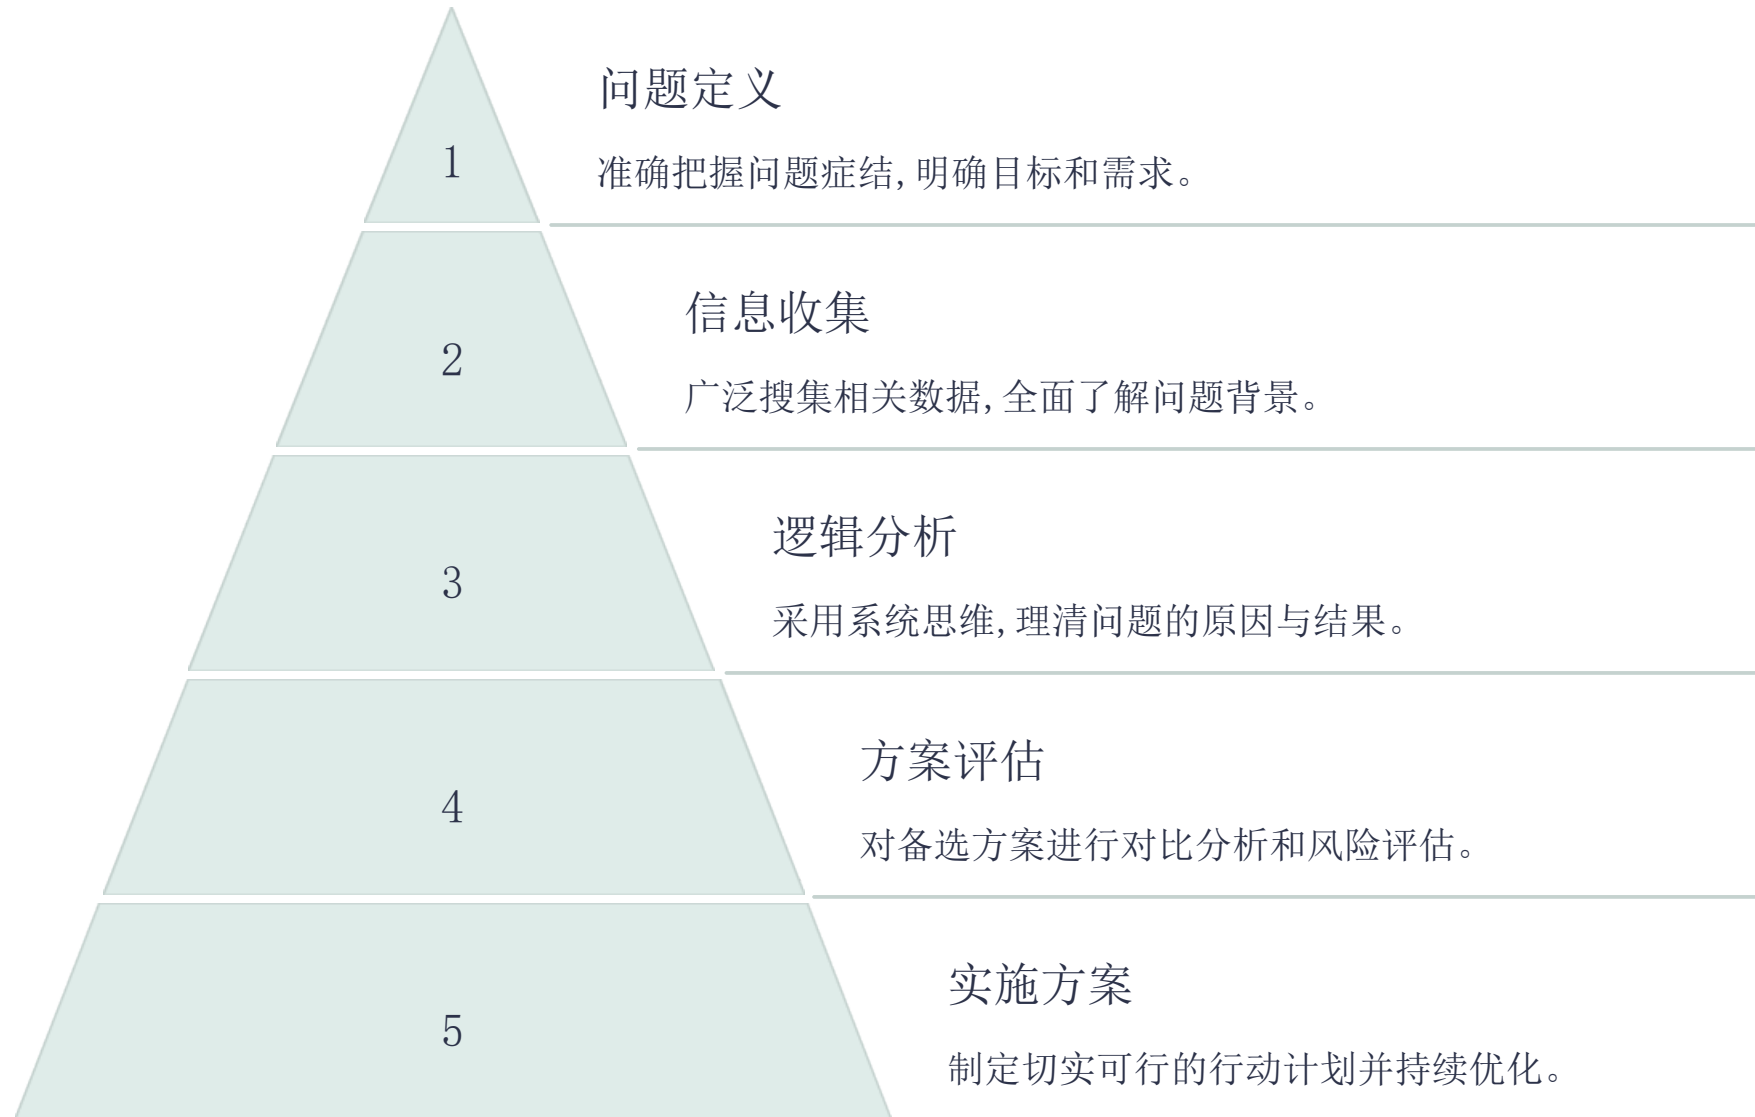 1
问题定义
准确把握问题症结,明确目标和需求。
2
信息收集
广泛搜集相关数据,全面了解问题背景。
3
逻辑分析
采用系统思维,理清问题的原因与结果。
4
方案评估
对备选方案进行对比分析和风险评估。
5
实施方案
制定切实可行的行动计划并持续优化。